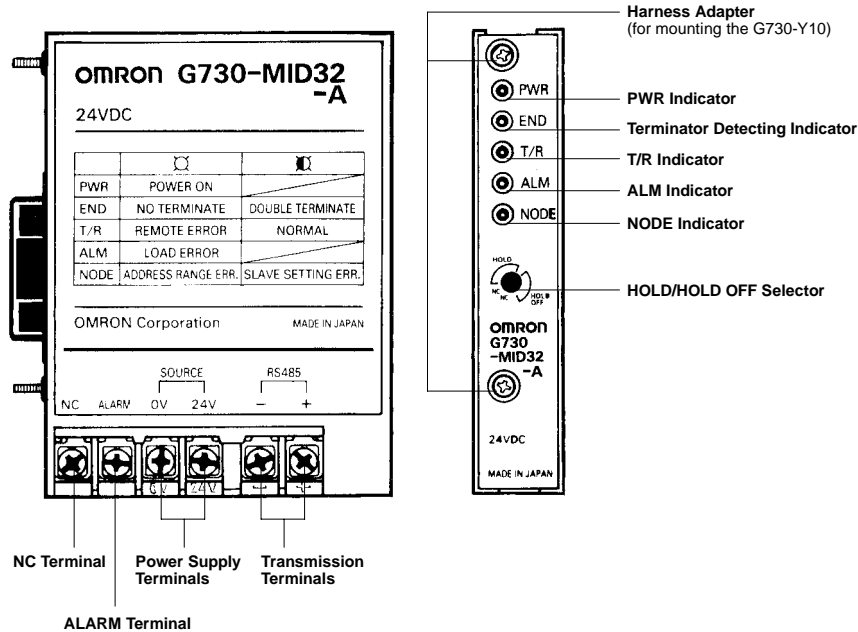 Harness Adapter
(for mounting the G730-Y10)
OMRON G730-MID32
-A
24VDC
PWR POWER ON
END NO TERMINATE DOUBLE TERMINATE
T/R REMOTE ERROR NORMAL
ALM LOAD ERROR
NODE ADDRESS RANGE ERR. SLAVE SETTING ERR.
OMRON Corporation MADE IN JAPAN
SOURCE RS485
NC ALARM 0V 24V − +
0V 24V − +
NC Terminal
Power Supply
Terminals
Transmission
Terminals
ALARM Terminal
PWR
END
T/R
ALM
NODE
HOLD
NC
NC
HOLD
OFF
OMRON
G730
-MID32
-A
24VDC
MADE IN JAPAN
PWR Indicator
Terminator Detecting Indicator
T/R Indicator
ALM Indicator
NODE Indicator
HOLD/HOLD OFF Selector